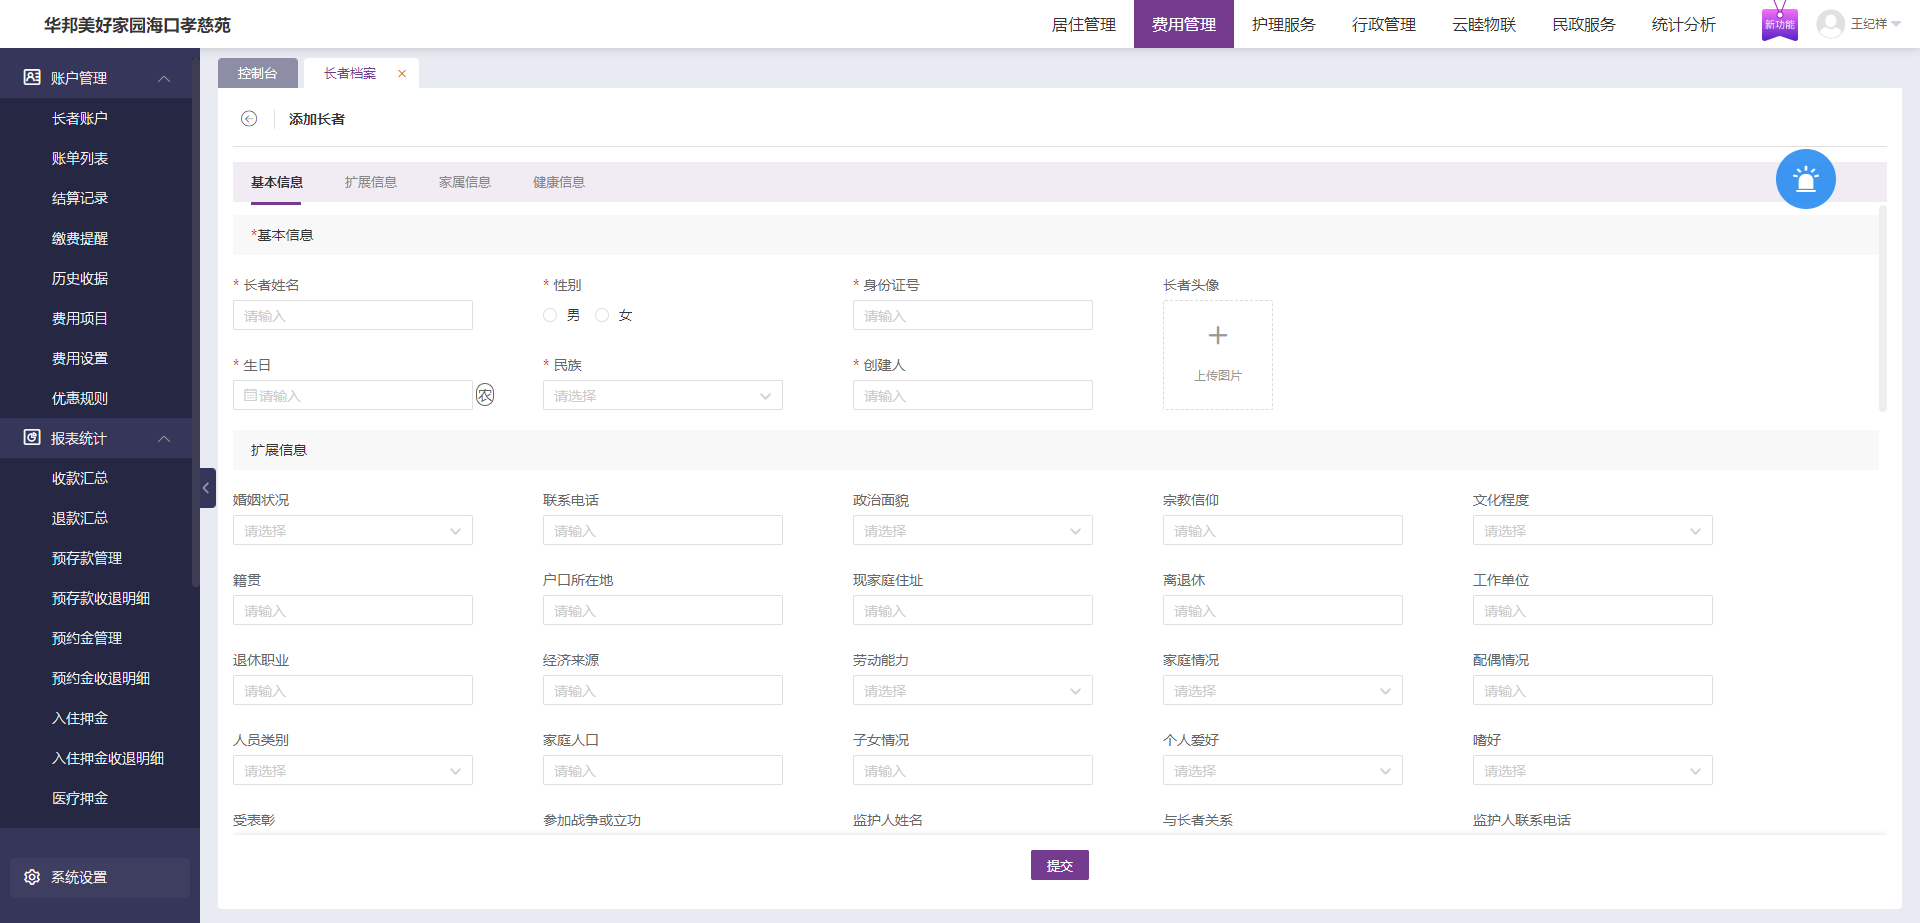 华邦美好家园海口孝慈苑
居住管理 费用管理 护理服务 行政管理 云睦物联 民政服务 统计分析 新功能 王纪祥
账户管理
长者账户
账单列表
结算记录
缴费提醒
历史收据
费用项目
费用设置
优惠规则
报表统计
收款汇总
退款汇总
预存款管理
预存款收退明细
预约金管理
预约金收退明细
入住押金
入住押金收退明细
医疗押金
系统设置
控制台 长者档案 ×
添加长者
基本信息 扩展信息 家属信息 健康信息
*基本信息
* 长者姓名 * 性别 * 身份证号 长者头像
请输入 男 女 请输入
* 生日 * 民族 * 创建人
请输入 农 请选择 请输入
上传图片
扩展信息
婚姻状况 联系电话 政治面貌 宗教信仰 文化程度
请选择 请输入 请选择 请输入 请选择
籍贯 户口所在地 现家庭住址 离退休 工作单位
请输入 请输入 请输入 请输入 请输入
退休职业 经济来源 劳动能力 家庭情况 配偶情况
请输入 请输入 请选择 请选择 请输入
人员类别 家庭人口 子女情况 个人爱好 嗜好
请选择 请输入 请输入 请选择 请选择
受表彰 参加战争或立功 监护人姓名 与长者关系 监护人联系电话
提交